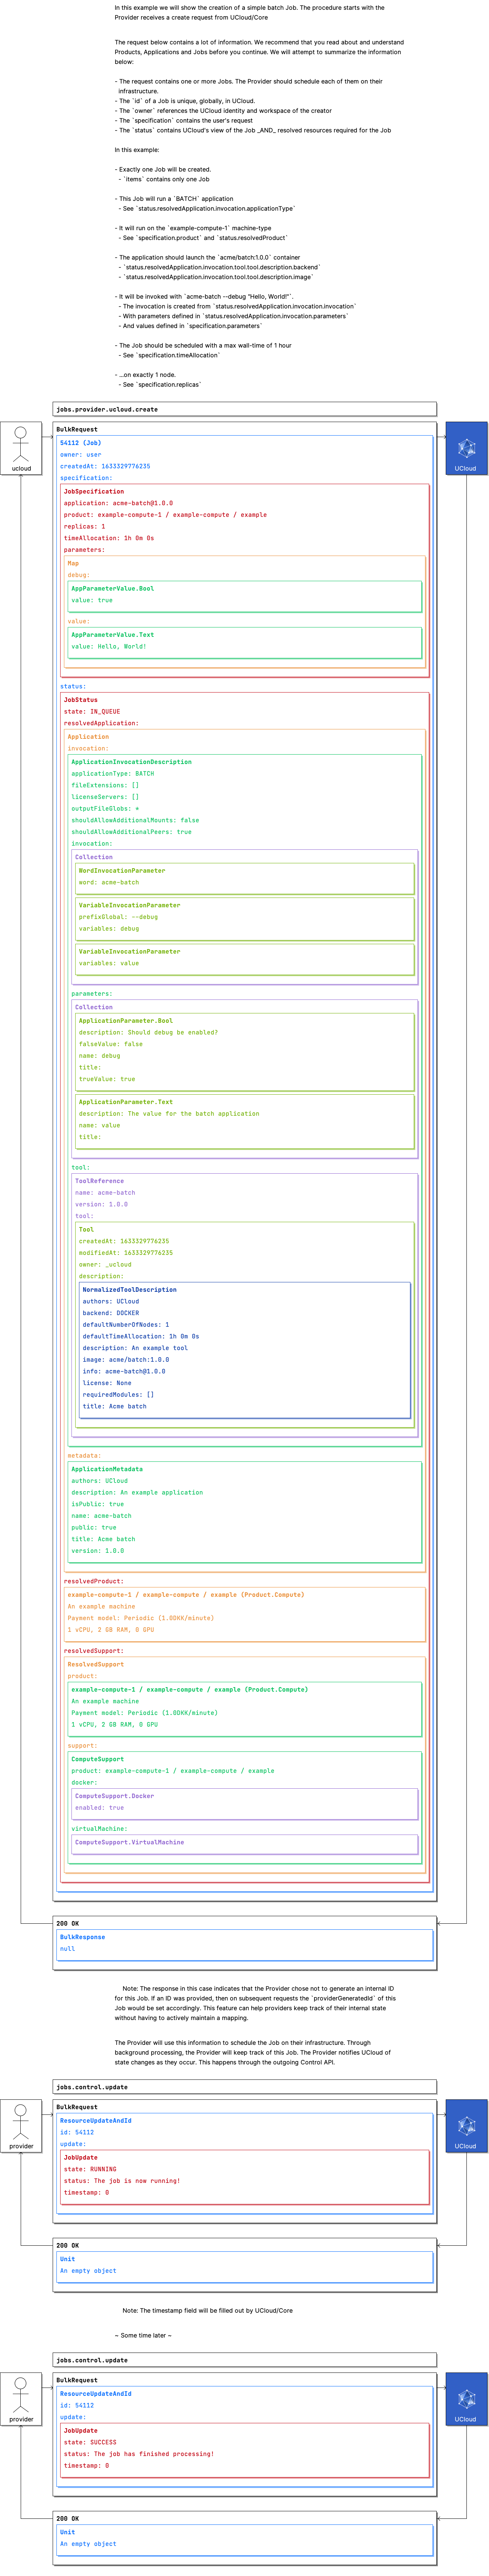 In this example we will show the creation of a simple batch Job. The procedure starts with the
Provider receives a create request from UCloud/Core
The request below contains a lot of information. We recommend that you read about and understand
Products, Applications and Jobs before you continue. We will attempt to summarize the information
below:
- The request contains one or more Jobs. The Provider should schedule each of them on their
infrastructure.
- The `id` of a Job is unique, globally, in UCloud.
- The `owner` references the UCloud identity and workspace of the creator
- The `specification` contains the user's request
- The `status` contains UCloud's view of the Job _AND_ resolved resources required for the Job
In this example:
- Exactly one Job will be created.
- `items` contains only one Job
- This Job will run a `BATCH` application
- See `status.resolvedApplication.invocation.applicationType`
- It will run on the `example-compute-1` machine-type
- See `specification.product` and `status.resolvedProduct`
- The application should launch the `acme/batch:1.0.0` container
- `status.resolvedApplication.invocation.tool.tool.description.backend`
- `status.resolvedApplication.invocation.tool.tool.description.image`
- It will be invoked with `acme-batch --debug "Hello, World!"`.
- The invocation is created from `status.resolvedApplication.invocation.invocation`
- With parameters defined in `status.resolvedApplication.invocation.parameters`
- And values defined in `specification.parameters`
- The Job should be scheduled with a max wall-time of 1 hour
- See `specification.timeAllocation`
- ...on exactly 1 node.
- See `specification.replicas`
jobs.provider.ucloud.create
ucloud
UCloud
BulkRequest
54112 (Job)
owner: user
createdAt: 1633329776235
specification:
JobSpecification
application: acme-batch@1.0.0
product: example-compute-1 / example-compute / example
replicas: 1
timeAllocation: 1h 0m 0s
parameters:
Map
debug:
AppParameterValue.Bool
value: true
value:
AppParameterValue.Text
value: Hello, World!
status:
JobStatus
state: IN_QUEUE
resolvedApplication:
Application
invocation:
ApplicationInvocationDescription
applicationType: BATCH
fileExtensions: []
licenseServers: []
outputFileGlobs: *
shouldAllowAdditionalMounts: false
shouldAllowAdditionalPeers: true
invocation:
Collection
WordInvocationParameter
word: acme-batch
VariableInvocationParameter
prefixGlobal: --debug
variables: debug
VariableInvocationParameter
variables: value
parameters:
Collection
ApplicationParameter.Bool
description: Should debug be enabled?
falseValue: false
name: debug
title:
trueValue: true
ApplicationParameter.Text
description: The value for the batch application
name: value
title:
tool:
ToolReference
name: acme-batch
version: 1.0.0
tool:
Tool
createdAt: 1633329776235
modifiedAt: 1633329776235
owner: _ucloud
description:
NormalizedToolDescription
authors: UCloud
backend: DOCKER
defaultNumberOfNodes: 1
defaultTimeAllocation: 1h 0m 0s
description: An example tool
image: acme/batch:1.0.0
info: acme-batch@1.0.0
license: None
requiredModules: []
title: Acme batch
metadata:
ApplicationMetadata
authors: UCloud
description: An example application
isPublic: true
name: acme-batch
public: true
title: Acme batch
version: 1.0.0
resolvedProduct:
example-compute-1 / example-compute / example (Product.Compute)
An example machine
Payment model: Periodic (1.0DKK/minute)
1 vCPU, 2 GB RAM, 0 GPU
resolvedSupport:
ResolvedSupport
product:
example-compute-1 / example-compute / example (Product.Compute)
An example machine
Payment model: Periodic (1.0DKK/minute)
1 vCPU, 2 GB RAM, 0 GPU
support:
ComputeSupport
product: example-compute-1 / example-compute / example
docker:
ComputeSupport.Docker
enabled: true
virtualMachine:
ComputeSupport.VirtualMachine
200 OK
BulkResponse
null
Note: The response in this case indicates that the Provider chose not to generate an internal ID
for this Job. If an ID was provided, then on subsequent requests the `providerGeneratedId` of this
Job would be set accordingly. This feature can help providers keep track of their internal state
without having to actively maintain a mapping.
The Provider will use this information to schedule the Job on their infrastructure. Through
background processing, the Provider will keep track of this Job. The Provider notifies UCloud of
state changes as they occur. This happens through the outgoing Control API.
jobs.control.update
provider
UCloud
BulkRequest
ResourceUpdateAndId
id: 54112
update:
JobUpdate
state: RUNNING
status: The job is now running!
timestamp: 0
200 OK
Unit
An empty object
Note: The timestamp field will be filled out by UCloud/Core
~ Some time later ~
jobs.control.update
provider
UCloud
BulkRequest
ResourceUpdateAndId
id: 54112
update:
JobUpdate
state: SUCCESS
status: The job has finished processing!
timestamp: 0
200 OK
Unit
An empty object